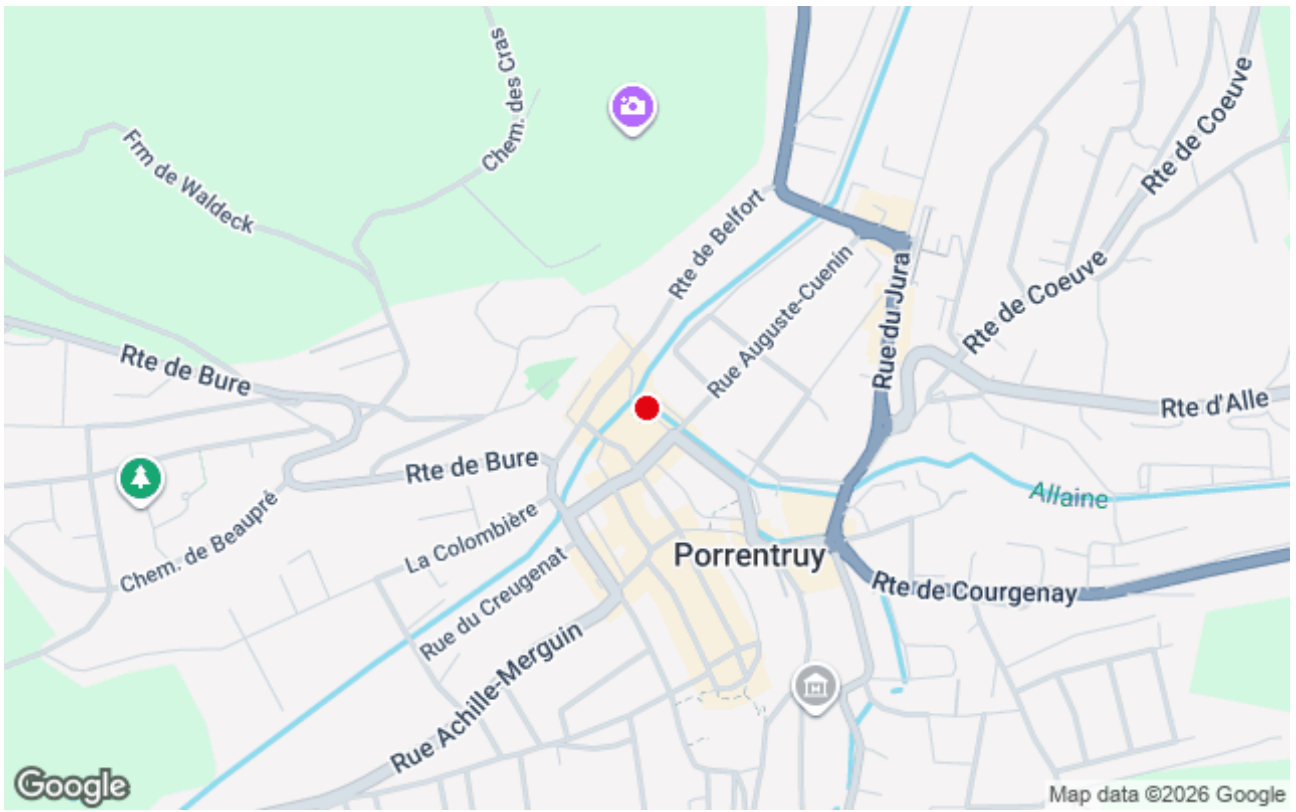 Chem. des Cras
Frm de Waldeck
Rte de Coeuve
Rte de Belfort
Rue Auguste-Cuenin
Rue du Jura
Rte de Coeuve
Rte de Bure
Rte d'Alle
Rte de Bure
Allaine
Chem. de Beaupré
La Colombière
Porrentruy
Rue du Creugenat
Rte de Courgenay
Rue Achille-Merguin
Google
Map data ©2026 Google